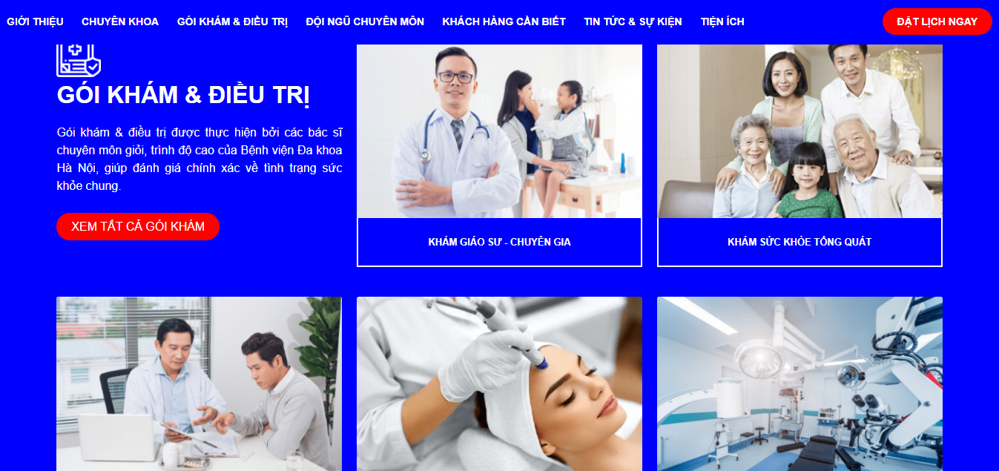 GIỚI THIỆU CHUYÊN KHOA GÓI KHÁM & ĐIỀU TRỊ ĐỘI NGŨ CHUYÊN MÔN KHÁCH HÀNG CẦN BIẾT TIN TỨC & SỰ KIỆN TIỆN ÍCH ĐẶT LỊCH NGAY
GÓI KHÁM & ĐIỀU TRỊ
Gói khám & điều trị được thực hiện bởi các bác sĩ
chuyên môn giỏi, trình độ cao của Bệnh viện Đa khoa
Hà Nội, giúp đánh giá chính xác về tình trạng sức
khỏe chung.
XEM TẤT CẢ GÓI KHÁM
KHÁM GIÁO SƯ - CHUYÊN GIA
KHÁM SỨC KHỎE TỔNG QUÁT